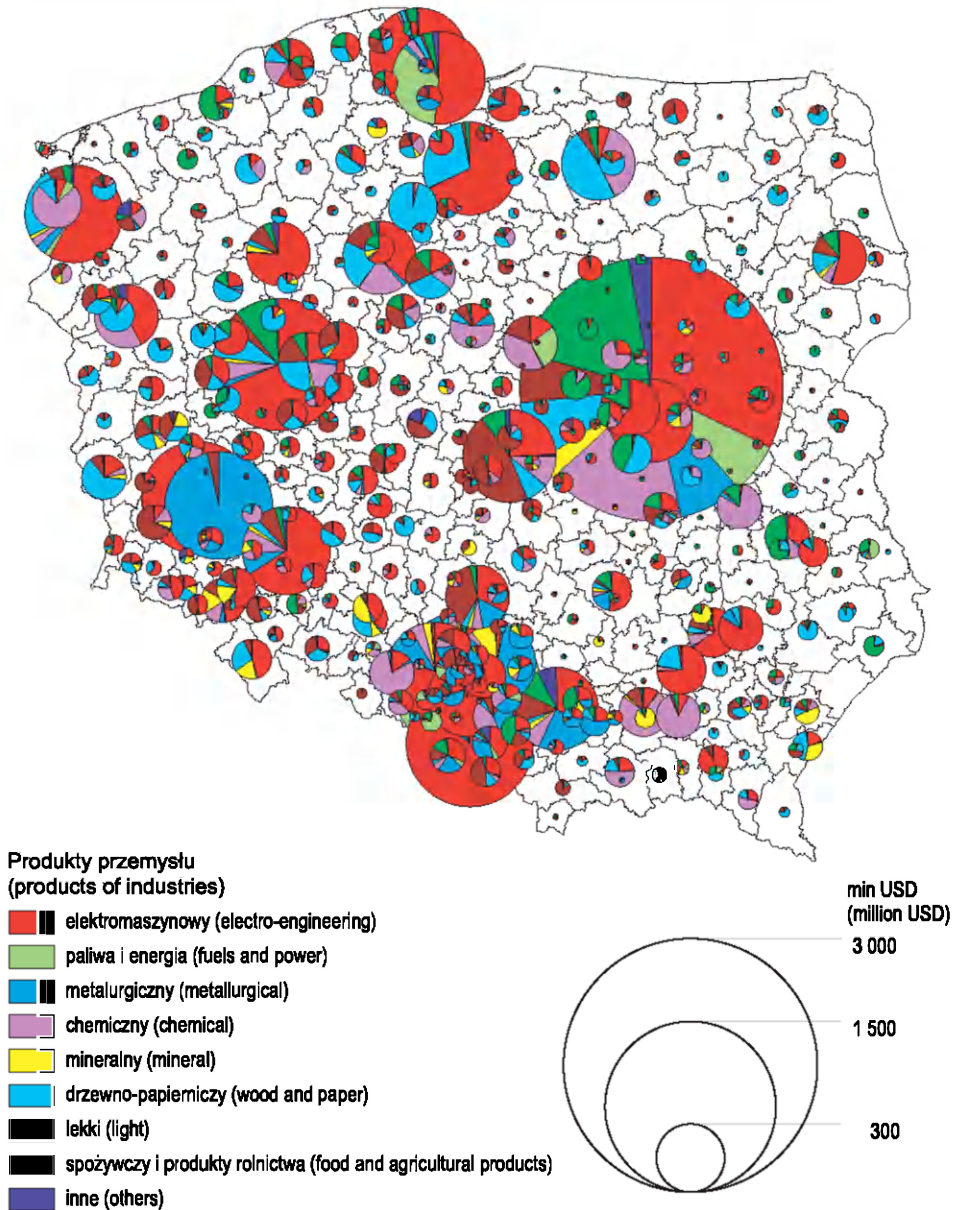 Produkty przemysłu
(products of industries)
elektromaszynowy (electro-engineering)
paliwa i energia (fuels and power)
metalurgiczny (metallurgical)
chemiczny (chemical)
mineralny (mineral)
drzewno-papierniczy (wood and paper)
lekki (light)
spożywczy i produkty rolnictwa (food and agricultural products)
inne (others)
mln USD
(million USD)
3 000
1 500
300